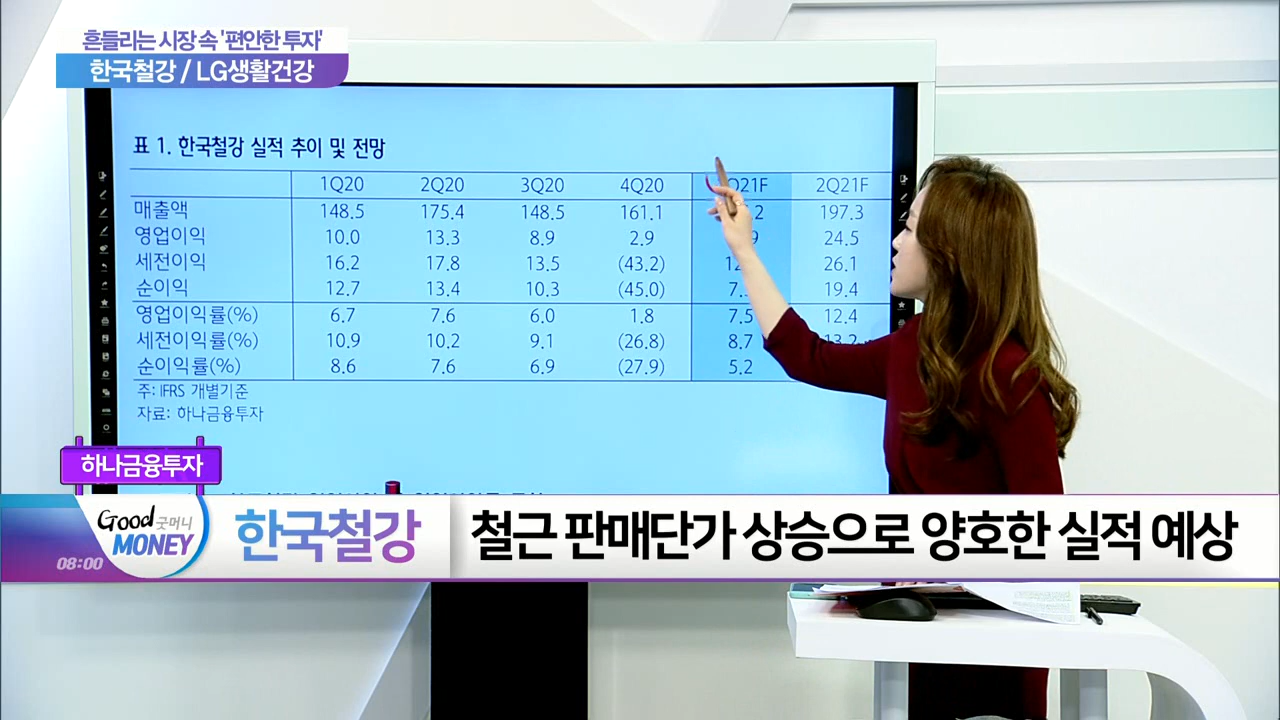 흔들리는 시장 속 '편안한 투자'
한국철강 / LG생활건강
표 1. 한국철강 실적 추이 및 전망
1Q20 2Q20 3Q20 4Q20 Q21F 2Q21F
매출액 148.5 175.4 148.5 161.1 197.3
영업이익 10.0 13.3 8.9 2.9 24.5
세전이익 16.2 17.8 13.5 (43.2) 26.1
순이익 12.7 13.4 10.3 (45.0) 19.4
영업이익률(%) 6.7 7.6 6.0 1.8 7.5 12.4
세전이익률(%) 10.9 10.2 9.1 (26.8) 8.7 13.2
순이익률(%) 8.6 7.6 6.9 (27.9) 5.2
주: IFRS 개별기준
자료: 하나금융투자
하나금융투자
Good 굿머니
MONEY
08:00
한국철강 철근 판매단가 상승으로 양호한 실적 예상